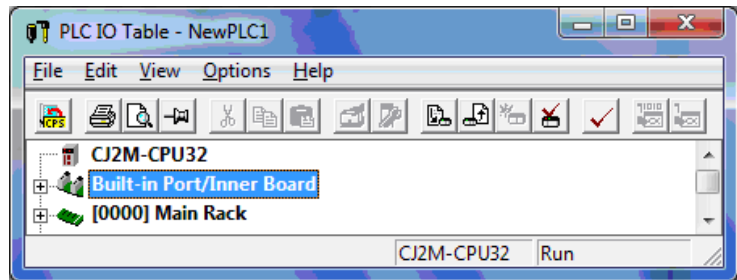 PLC IO Table - NewPLC1
File Edit View Options Help
CPS
CJ2M-CPU32
Built-in Port/Inner Board
[0000] Main Rack
CJ2M-CPU32 Run